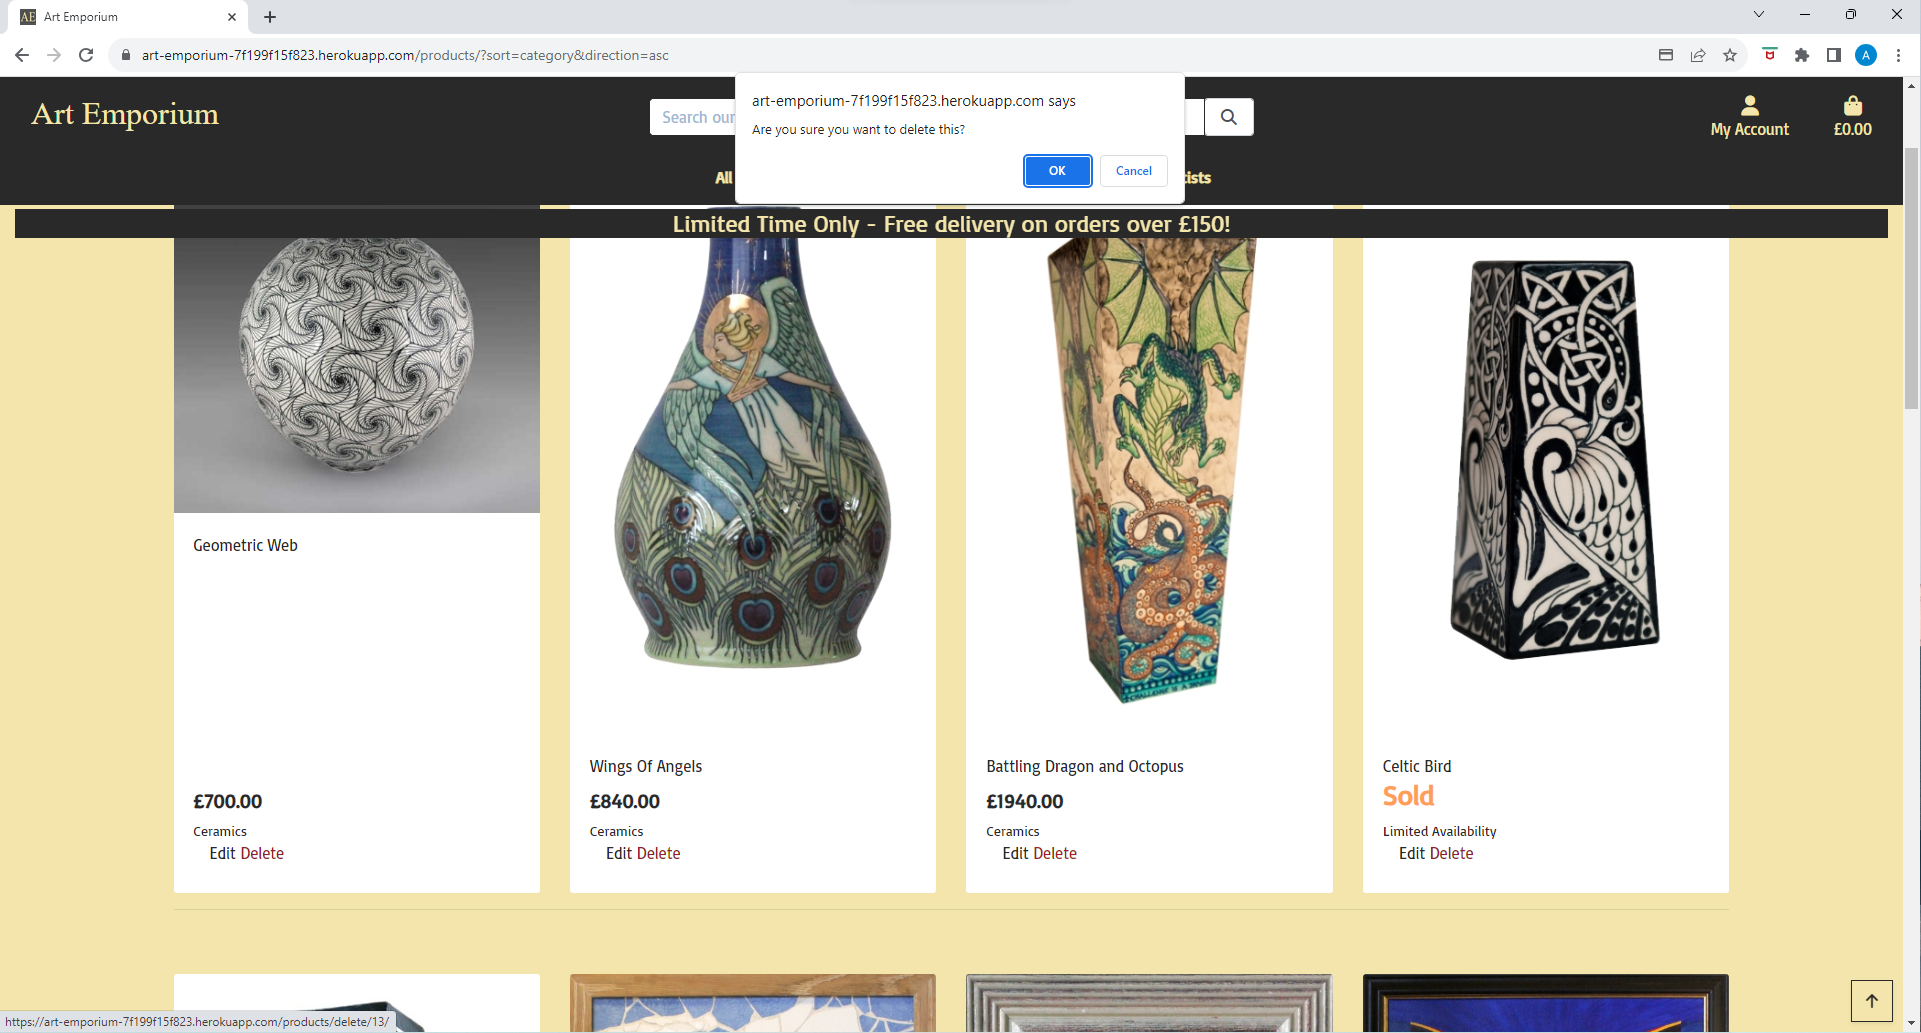 AE Art Emporium
art-emporium-7f199f15f823.herokuapp.com/products/?sort=category&direction=asc
A
art-emporium-7f199f15f823.herokuapp.com says
Are you sure you want to delete this?
OK Cancel
Art Emporium
Search our
My Account
£0.00
All
ists
Limited Time Only - Free delivery on orders over £150!
Geometric Web
£700.00
Ceramics
Edit Delete
Wings Of Angels
£840.00
Ceramics
Edit Delete
Battling Dragon and Octopus
£1940.00
Ceramics
Edit Delete
Celtic Bird
Sold
Limited Availability
Edit Delete
https://art-emporium-7f199f15f823.herokuapp.com/products/delete/13/